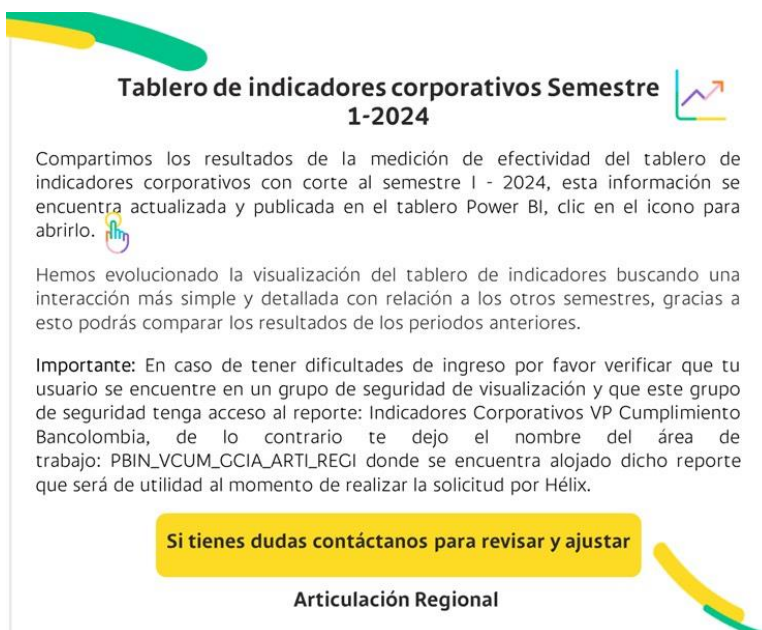 Tablero de indicadores corporativos Semestre
1-2024
Compartimos los resultados de la medición de efectividad del tablero de
indicadores corporativos con corte al semestre I - 2024, esta información se
encuentra actualizada y publicada en el tablero Power BI, clic en el icono para
abrirlo.
Hemos evolucionado la visualización del tablero de indicadores buscando una
interacción más simple y detallada con relación a los otros semestres, gracias a
esto podrás comparar los resultados de los periodos anteriores.
Importante: En caso de tener dificultades de ingreso por favor verificar que tu
usuario se encuentre en un grupo de seguridad de visualización y que este grupo
de seguridad tenga acceso al reporte: Indicadores Corporativos VP Cumplimiento
Bancolombia, de lo contrario te dejo el nombre del área de
trabajo: PBIN_VCUM_GCIA_ARTI_REGI donde se encuentra alojado dicho reporte
que será de utilidad al momento de realizar la solicitud por Hélix.
Si tienes dudas contáctanos para revisar y ajustar
Articulación Regional